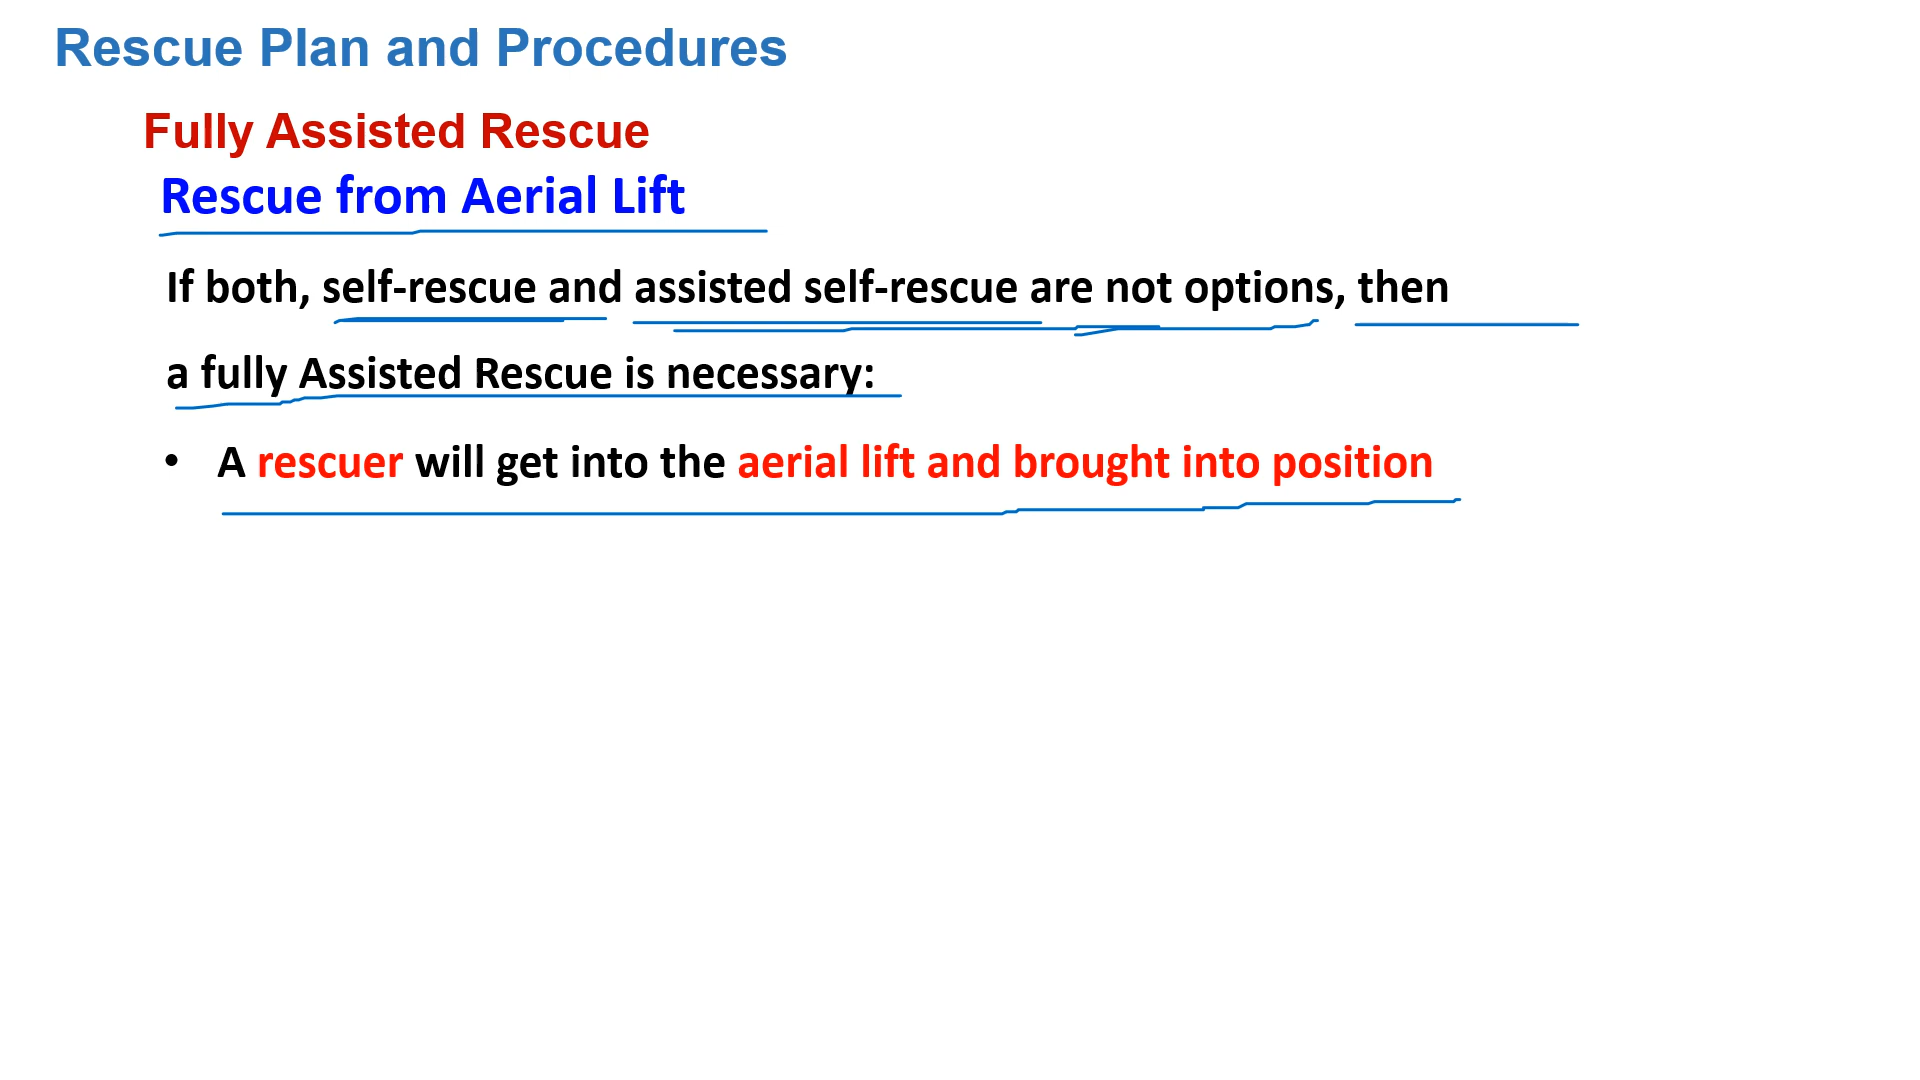 Rescue Plan and Procedures
Fully Assisted Rescue
Rescue from Aerial Lift
If both, self-rescue and assisted self-rescue are not options, then
a fully Assisted Rescue is necessary:
• A rescuer will get into the aerial lift and brought into position